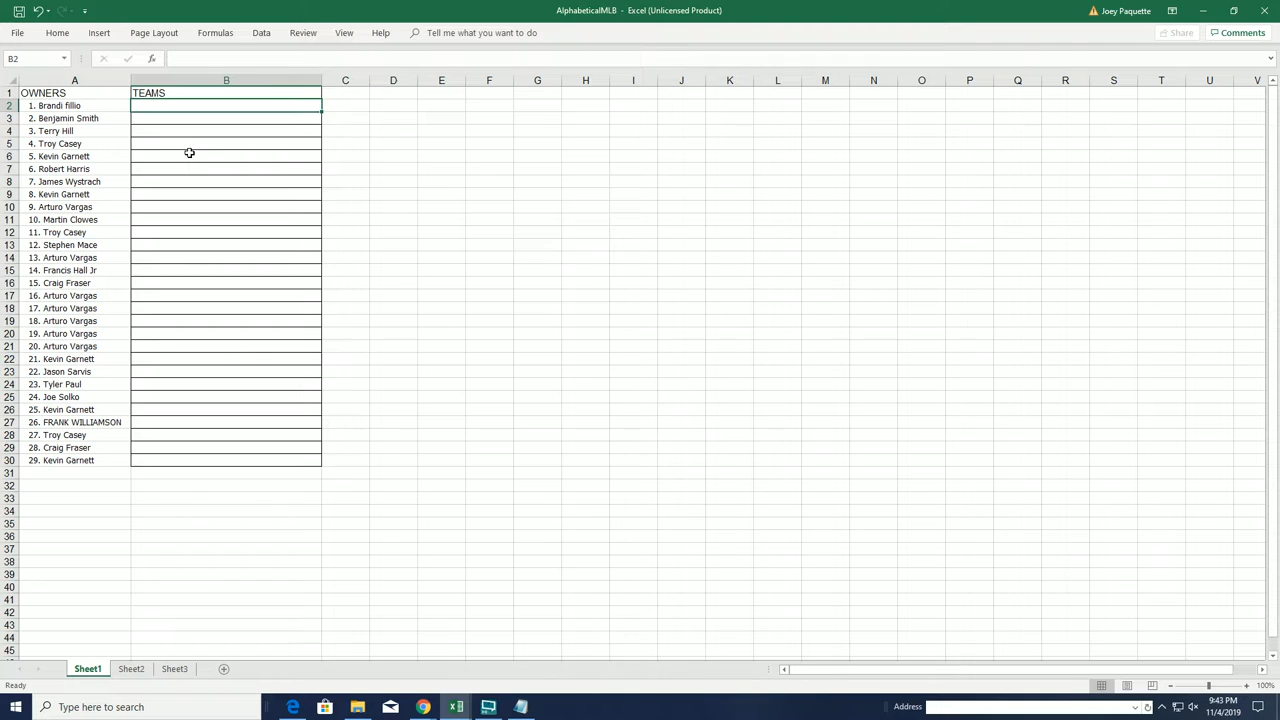 AlphabeticalMLB - Excel (Unlicensed Product)
Joey Paquette
File Home Insert Page Layout Formulas Data Review View Help Tell me what you want to do
Share Comments
B2 fx
A B C D E F G H I J K L M N O P Q R S T U V
1 OWNERS TEAMS
2 1. Brandi fillio
3 2. Benjamin Smith
4 3. Terry Hill
5 4. Troy Casey
6 5. Kevin Garnett
7 6. Robert Harris
8 7. James Wystrach
9 8. Kevin Garnett
10 9. Arturo Vargas
11 10. Martin Clowes
12 11. Troy Casey
13 12. Stephen Mace
14 13. Arturo Vargas
15 14. Francis Hall Jr
16 15. Craig Fraser
17 16. Arturo Vargas
18 17. Arturo Vargas
19 18. Arturo Vargas
20 19. Arturo Vargas
21 20. Arturo Vargas
22 21. Kevin Garnett
23 22. Jason Sarvis
24 23. Tyler Paul
25 24. Joe Solko
26 25. Kevin Garnett
27 26. FRANK WILLIAMSON
28 27. Troy Casey
29 28. Craig Fraser
30 29. Kevin Garnett
31
32
33
34
35
36
37
38
39
40
41
42
43
44
45
Sheet1 Sheet2 Sheet3
Ready
100%
Type here to search
Address
9:43 PM
11/4/2019